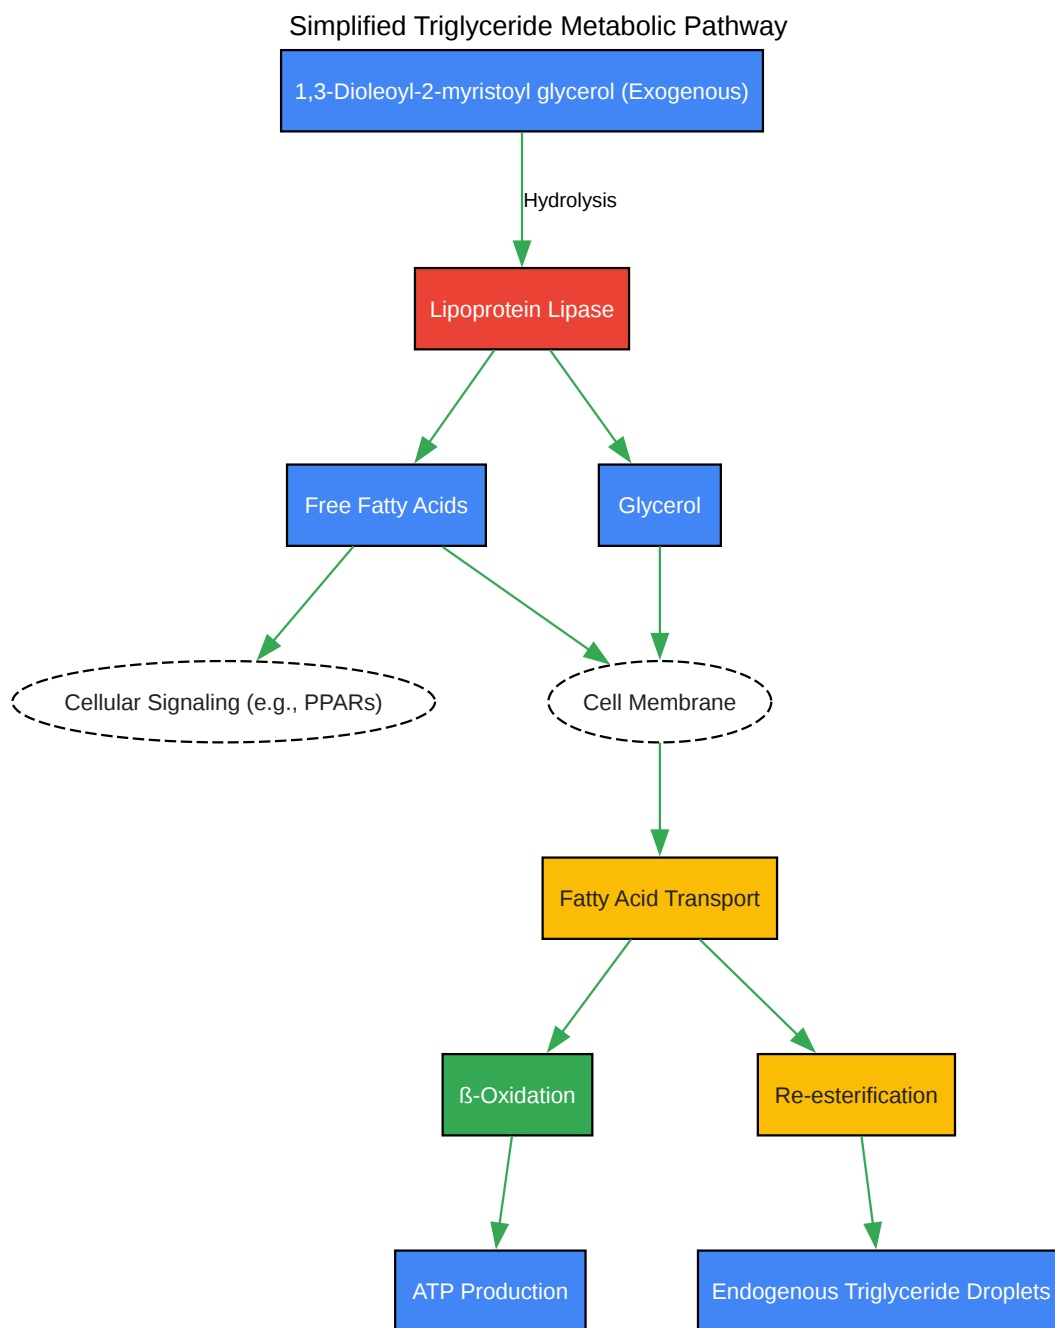 Simplified Triglyceride Metabolic Pathway
1,3-Dioleoyl-2-myristoyl glycerol (Exogenous)
Hydrolysis
Lipoprotein Lipase
Free Fatty Acids
Glycerol
Cellular Signaling (e.g., PPARs)
Cell Membrane
Fatty Acid Transport
ß-Oxidation
Re-esterification
ATP Production
Endogenous Triglyceride Droplets